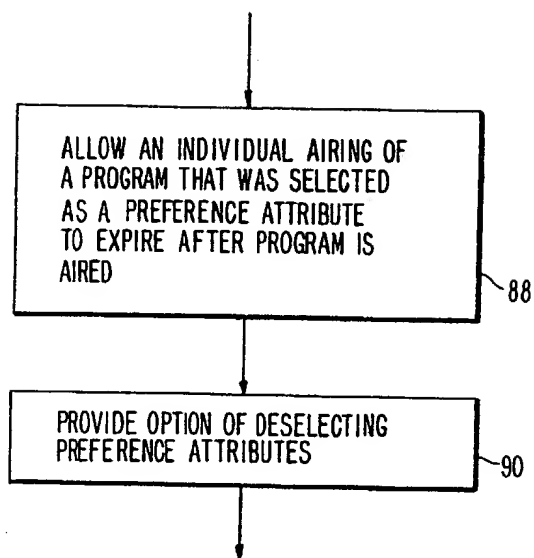 ALLOW AN INDIVIDUAL AIRING OF
A PROGRAM THAT WAS SELECTED
AS A PREFERENCE ATTRIBUTE
TO EXPIRE AFTER PROGRAM IS
AIRED
88
PROVIDE OPTION OF DESELECTING
PREFERENCE ATTRIBUTES
90